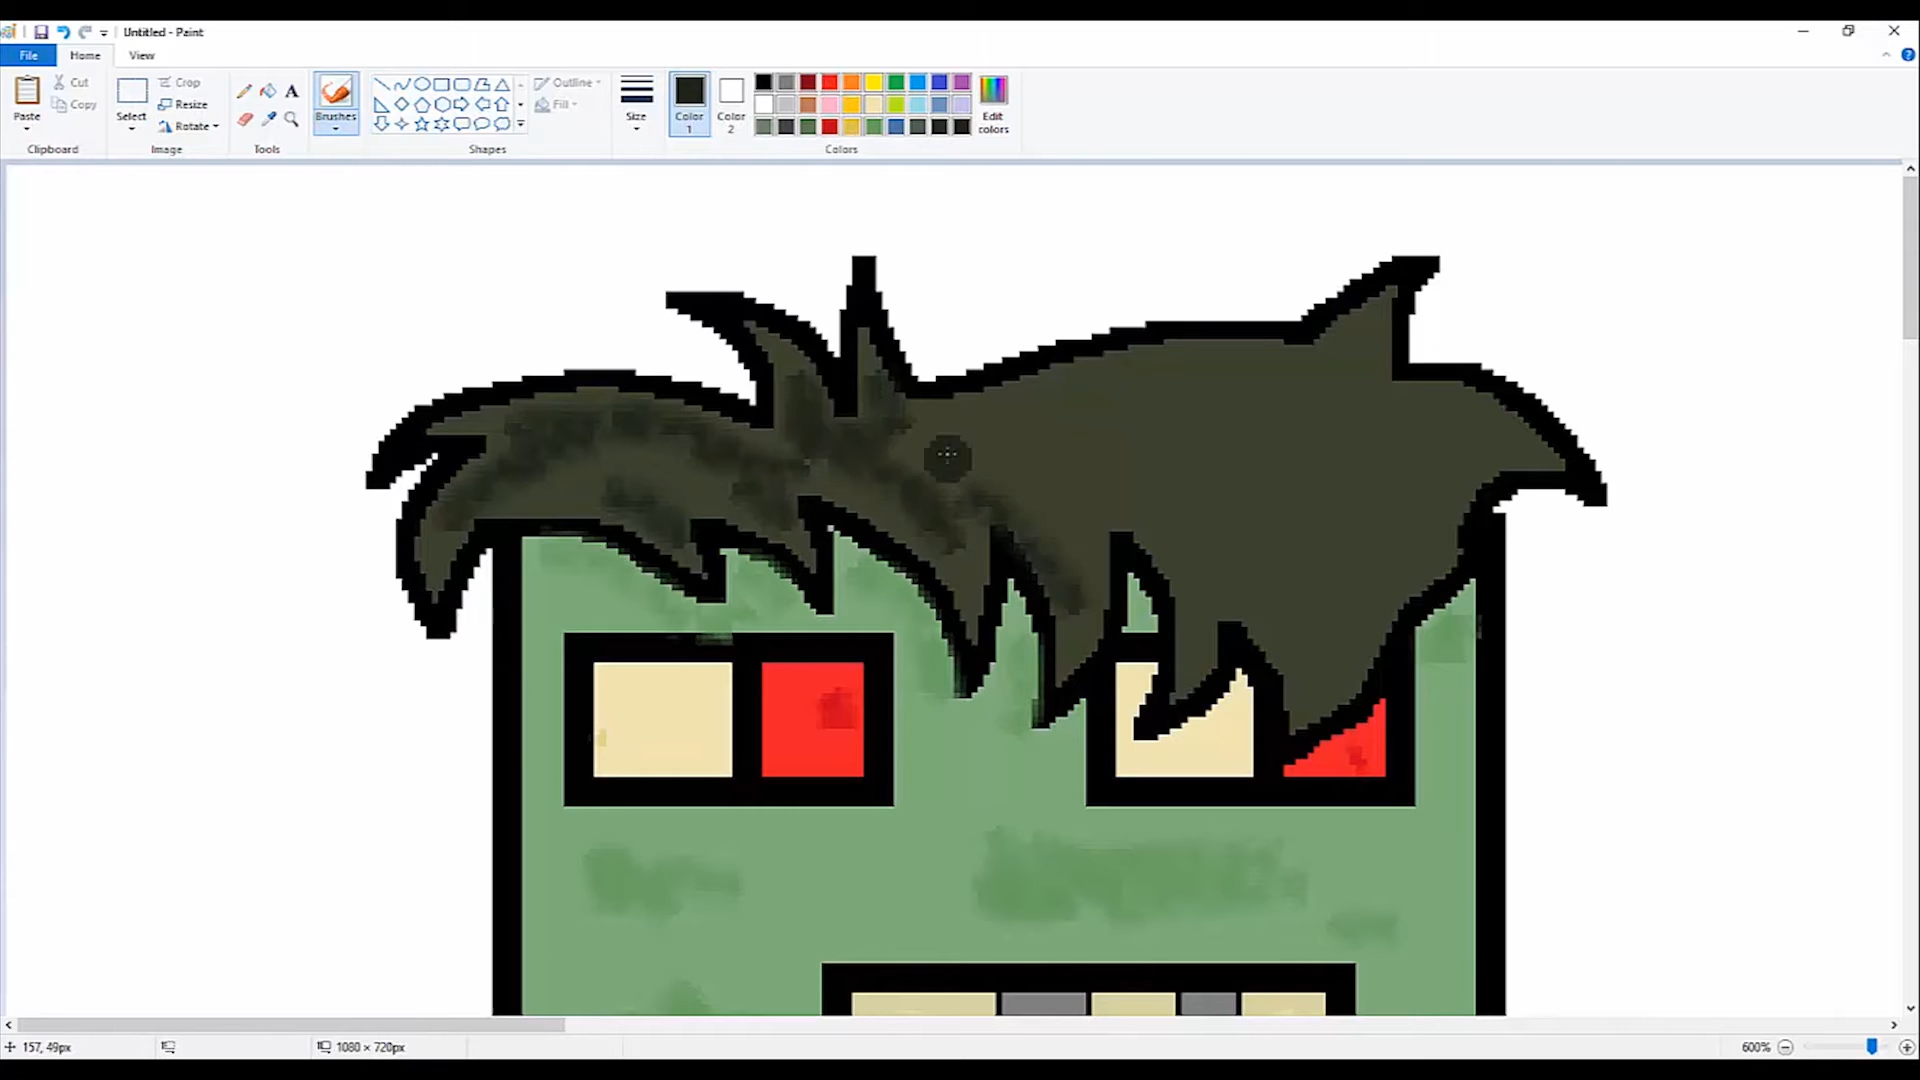 Untitled - Paint
File Home View
Paste
Cut
Copy
Clipboard
Select
Crop
Resize
Rotate
Image
A
Tools
Brushes
Shapes
Outline
Fill
Size
Color 1
Color 2
Edit colors
Colors
157, 49px
1080 × 720px
600%